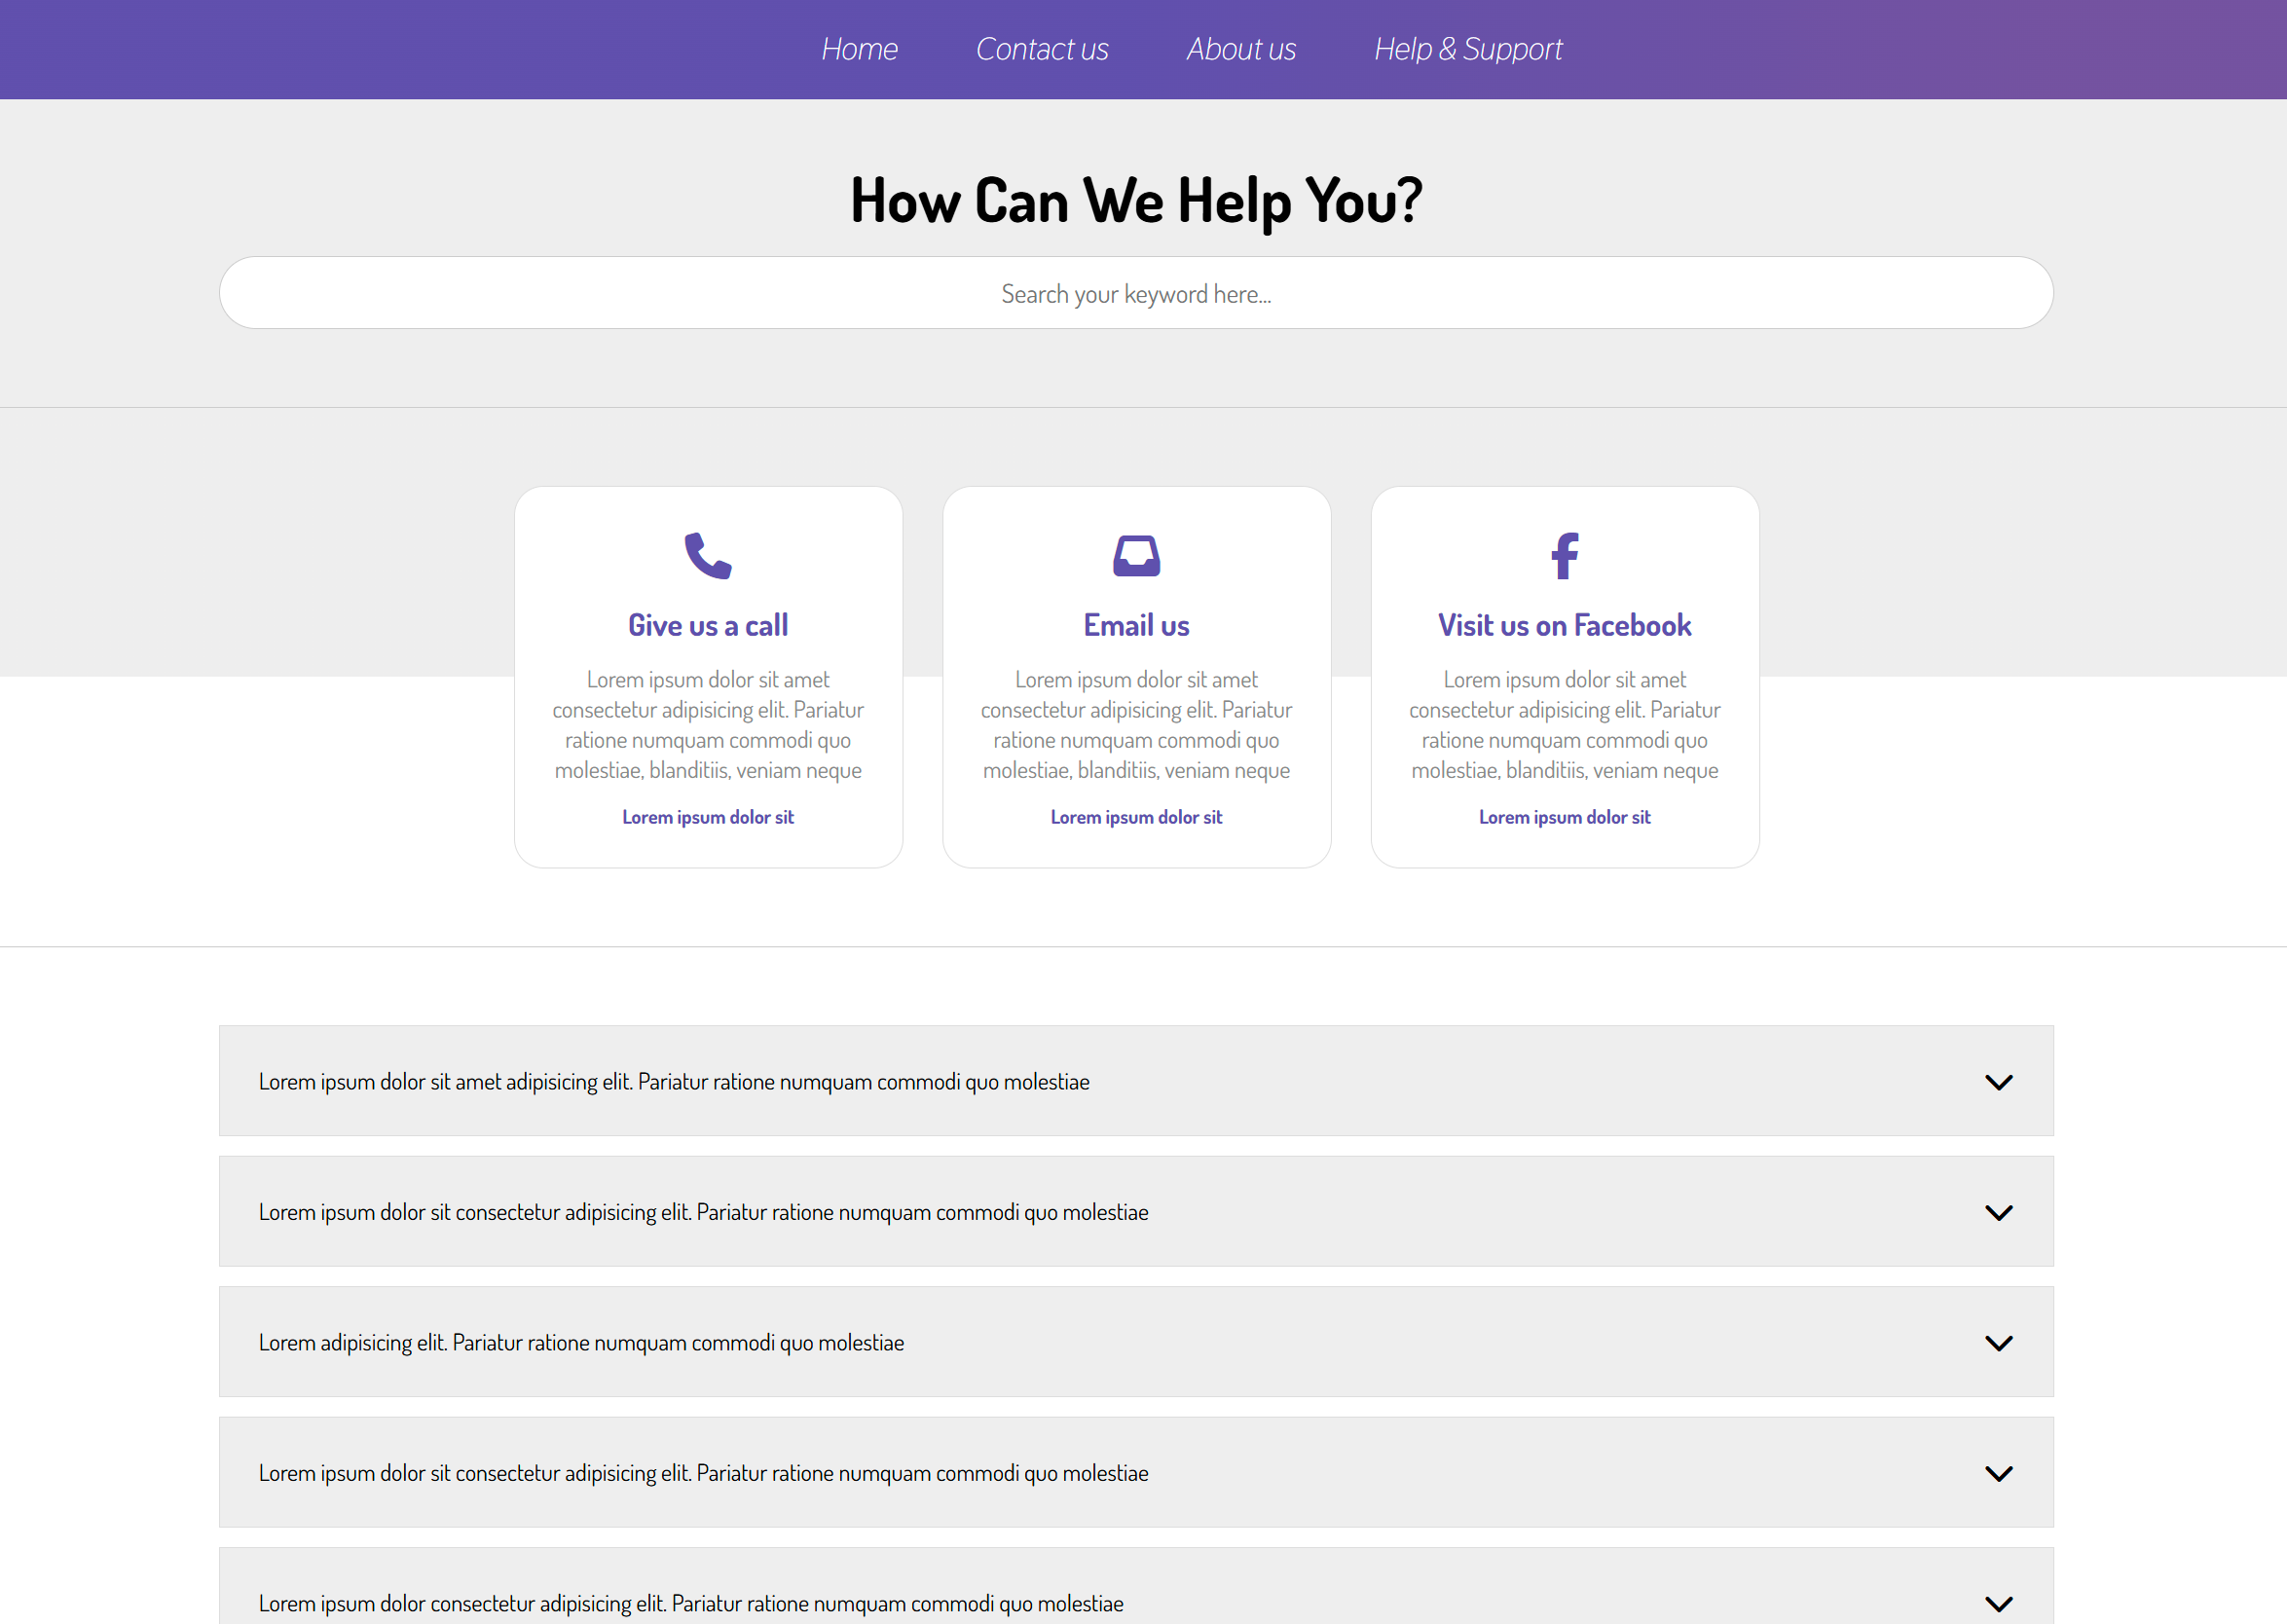 Home Contact us About us Help & Support
How Can We Help You?
Search your keyword here...
Give us a call
Lorem ipsum dolor sit amet
consectetur adipisicing elit. Pariatur
ratione numquam commodi quo
molestiae, blanditiis, veniam neque
Lorem ipsum dolor sit
Email us
Lorem ipsum dolor sit amet
consectetur adipisicing elit. Pariatur
ratione numquam commodi quo
molestiae, blanditiis, veniam neque
Lorem ipsum dolor sit
Visit us on Facebook
Lorem ipsum dolor sit amet
consectetur adipisicing elit. Pariatur
ratione numquam commodi quo
molestiae, blanditiis, veniam neque
Lorem ipsum dolor sit
Lorem ipsum dolor sit amet adipisicing elit. Pariatur ratione numquam commodi quo molestiae
Lorem ipsum dolor sit consectetur adipisicing elit. Pariatur ratione numquam commodi quo molestiae
Lorem adipisicing elit. Pariatur ratione numquam commodi quo molestiae
Lorem ipsum dolor sit consectetur adipisicing elit. Pariatur ratione numquam commodi quo molestiae
Lorem ipsum dolor consectetur adipisicing elit. Pariatur ratione numquam commodi quo molestiae